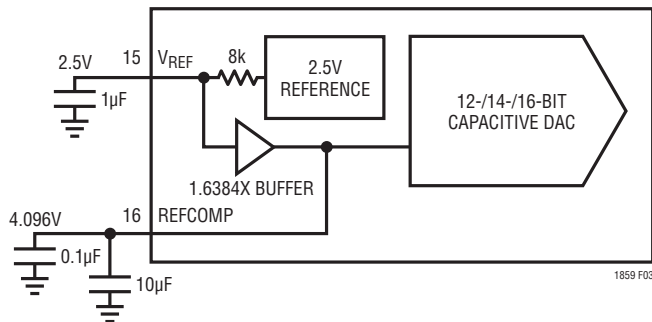 2.5V
15
VREF
8k
2.5V
REFERENCE
12-/14-/16-BIT
CAPACITIVE DAC
1µF
1.6384X BUFFER
4.096V
16
REFCOMP
0.1µF
10µF
1859 F03